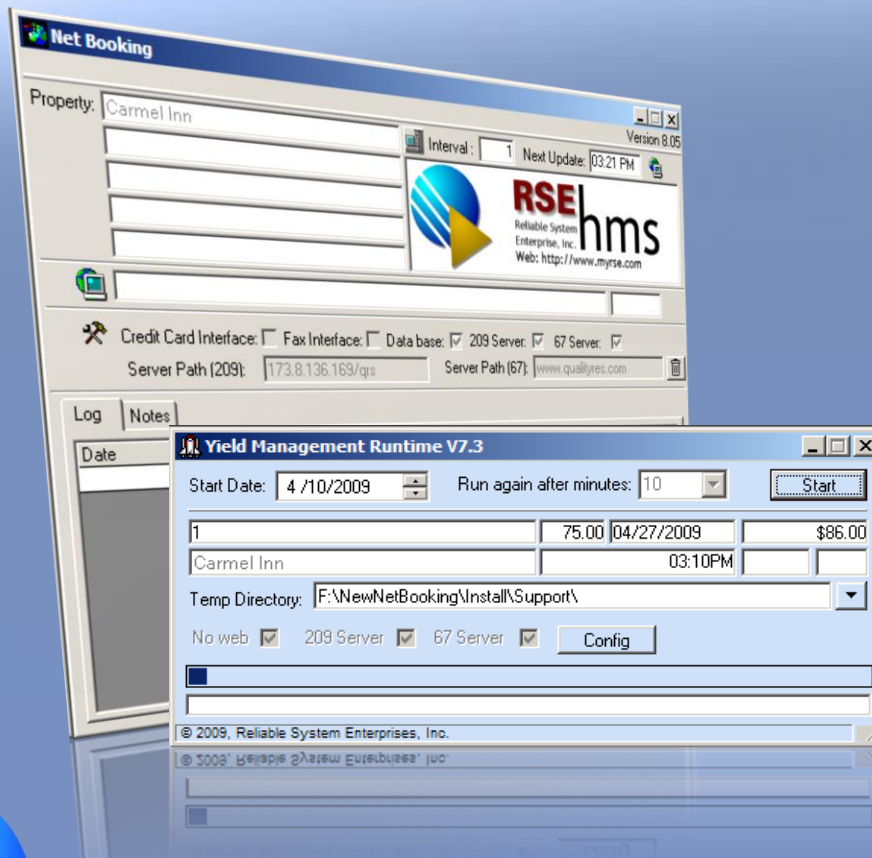 Net Booking
Property: Carmel Inn
Version 8.05
Interval: 1 Next Update: 03:21 PM
RSE hms
Reliable System
Enterprise, Inc.
Web: http://www.myrse.com
Credit Card Interface: Fax Interface: Data base: 209 Server: 67 Server:
Server Path (209): 173.8.136.169/qrs Server Path (67): www.qualityres.com
Log Notes
Date
Yield Management Runtime V7.3
Start Date: 4 /10/2009 Run again after minutes: 10 Start
1 75.00 04/27/2009 $86.00
Carmel Inn 03:10PM
Temp Directory: F:\NewNetBooking\Install\Support\
No web 209 Server 67 Server Config
© 2009, Reliable System Enterprises, Inc.